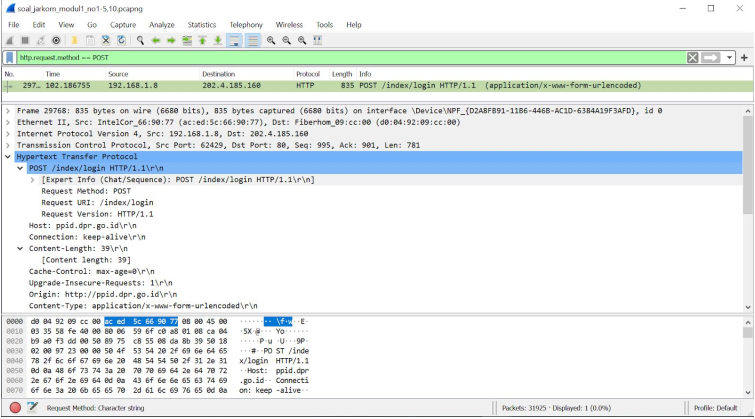 soal_jarkom_modul1_no1-5,10.pcapng
File Edit View Go Capture Analyze Statistics Telephony Wireless Tools Help
http.request.method == POST
No. Time Source Destination Protocol Length Info
297… 102.186755 192.168.1.8 202.4.185.160 HTTP 835 POST /index/login HTTP/1.1 (application/x-www-form-urlencoded)
Frame 29768: 835 bytes on wire (6680 bits), 835 bytes captured (6680 bits) on interface \Device\NPF_{D2A8FB91-11B6-446B-AC1D-6384A19F3AFD}, id 0
Ethernet II, Src: IntelCor_66:90:77 (ac:ed:5c:66:90:77), Dst: Fiberhom_09:cc:00 (d0:04:92:09:cc:00)
Internet Protocol Version 4, Src: 192.168.1.8, Dst: 202.4.185.160
Transmission Control Protocol, Src Port: 62429, Dst Port: 80, Seq: 995, Ack: 901, Len: 781
Hypertext Transfer Protocol
POST /index/login HTTP/1.1\r\n
[Expert Info (Chat/Sequence): POST /index/login HTTP/1.1\r\n]
Request Method: POST
Request URI: /index/login
Request Version: HTTP/1.1
Host: ppid.dpr.go.id\r\n
Connection: keep-alive\r\n
Content-Length: 39\r\n
[Content length: 39]
Cache-Control: max-age=0\r\n
Upgrade-Insecure-Requests: 1\r\n
Origin: http://ppid.dpr.go.id\r\n
Content-Type: application/x-www-form-urlencoded\r\n
0000 d0 04 92 09 cc 00 ac ed 5c 66 90 77 08 00 45 00 ········ \f·w··E·
0010 03 35 58 fe 40 00 80 06 59 6f c0 a8 01 08 ca 04 ·5X·@··· Yo······
0020 b9 a0 f3 dd 00 50 89 75 c8 55 08 da 8b 39 50 18 ·····P·u ·U···9P·
0030 02 00 97 23 00 00 50 4f 53 54 20 2f 69 6e 64 65 ···#··PO ST /inde
0040 78 2f 6c 6f 67 69 6e 20 48 54 54 50 2f 31 2e 31 x/login HTTP/1.1
0050 0d 0a 48 6f 73 74 3a 20 70 70 69 64 2e 64 70 72 ··Host: ppid.dpr
0060 2e 67 6f 2e 69 64 0d 0a 43 6f 6e 6e 65 63 74 69 .go.id·· Connecti
0070 6f 6e 3a 20 6b 65 65 70 2d 61 6c 69 76 65 0d 0a on: keep -alive··
Request Method: Character string Packets: 31925 · Displayed: 1 (0.0%) Profile: Default